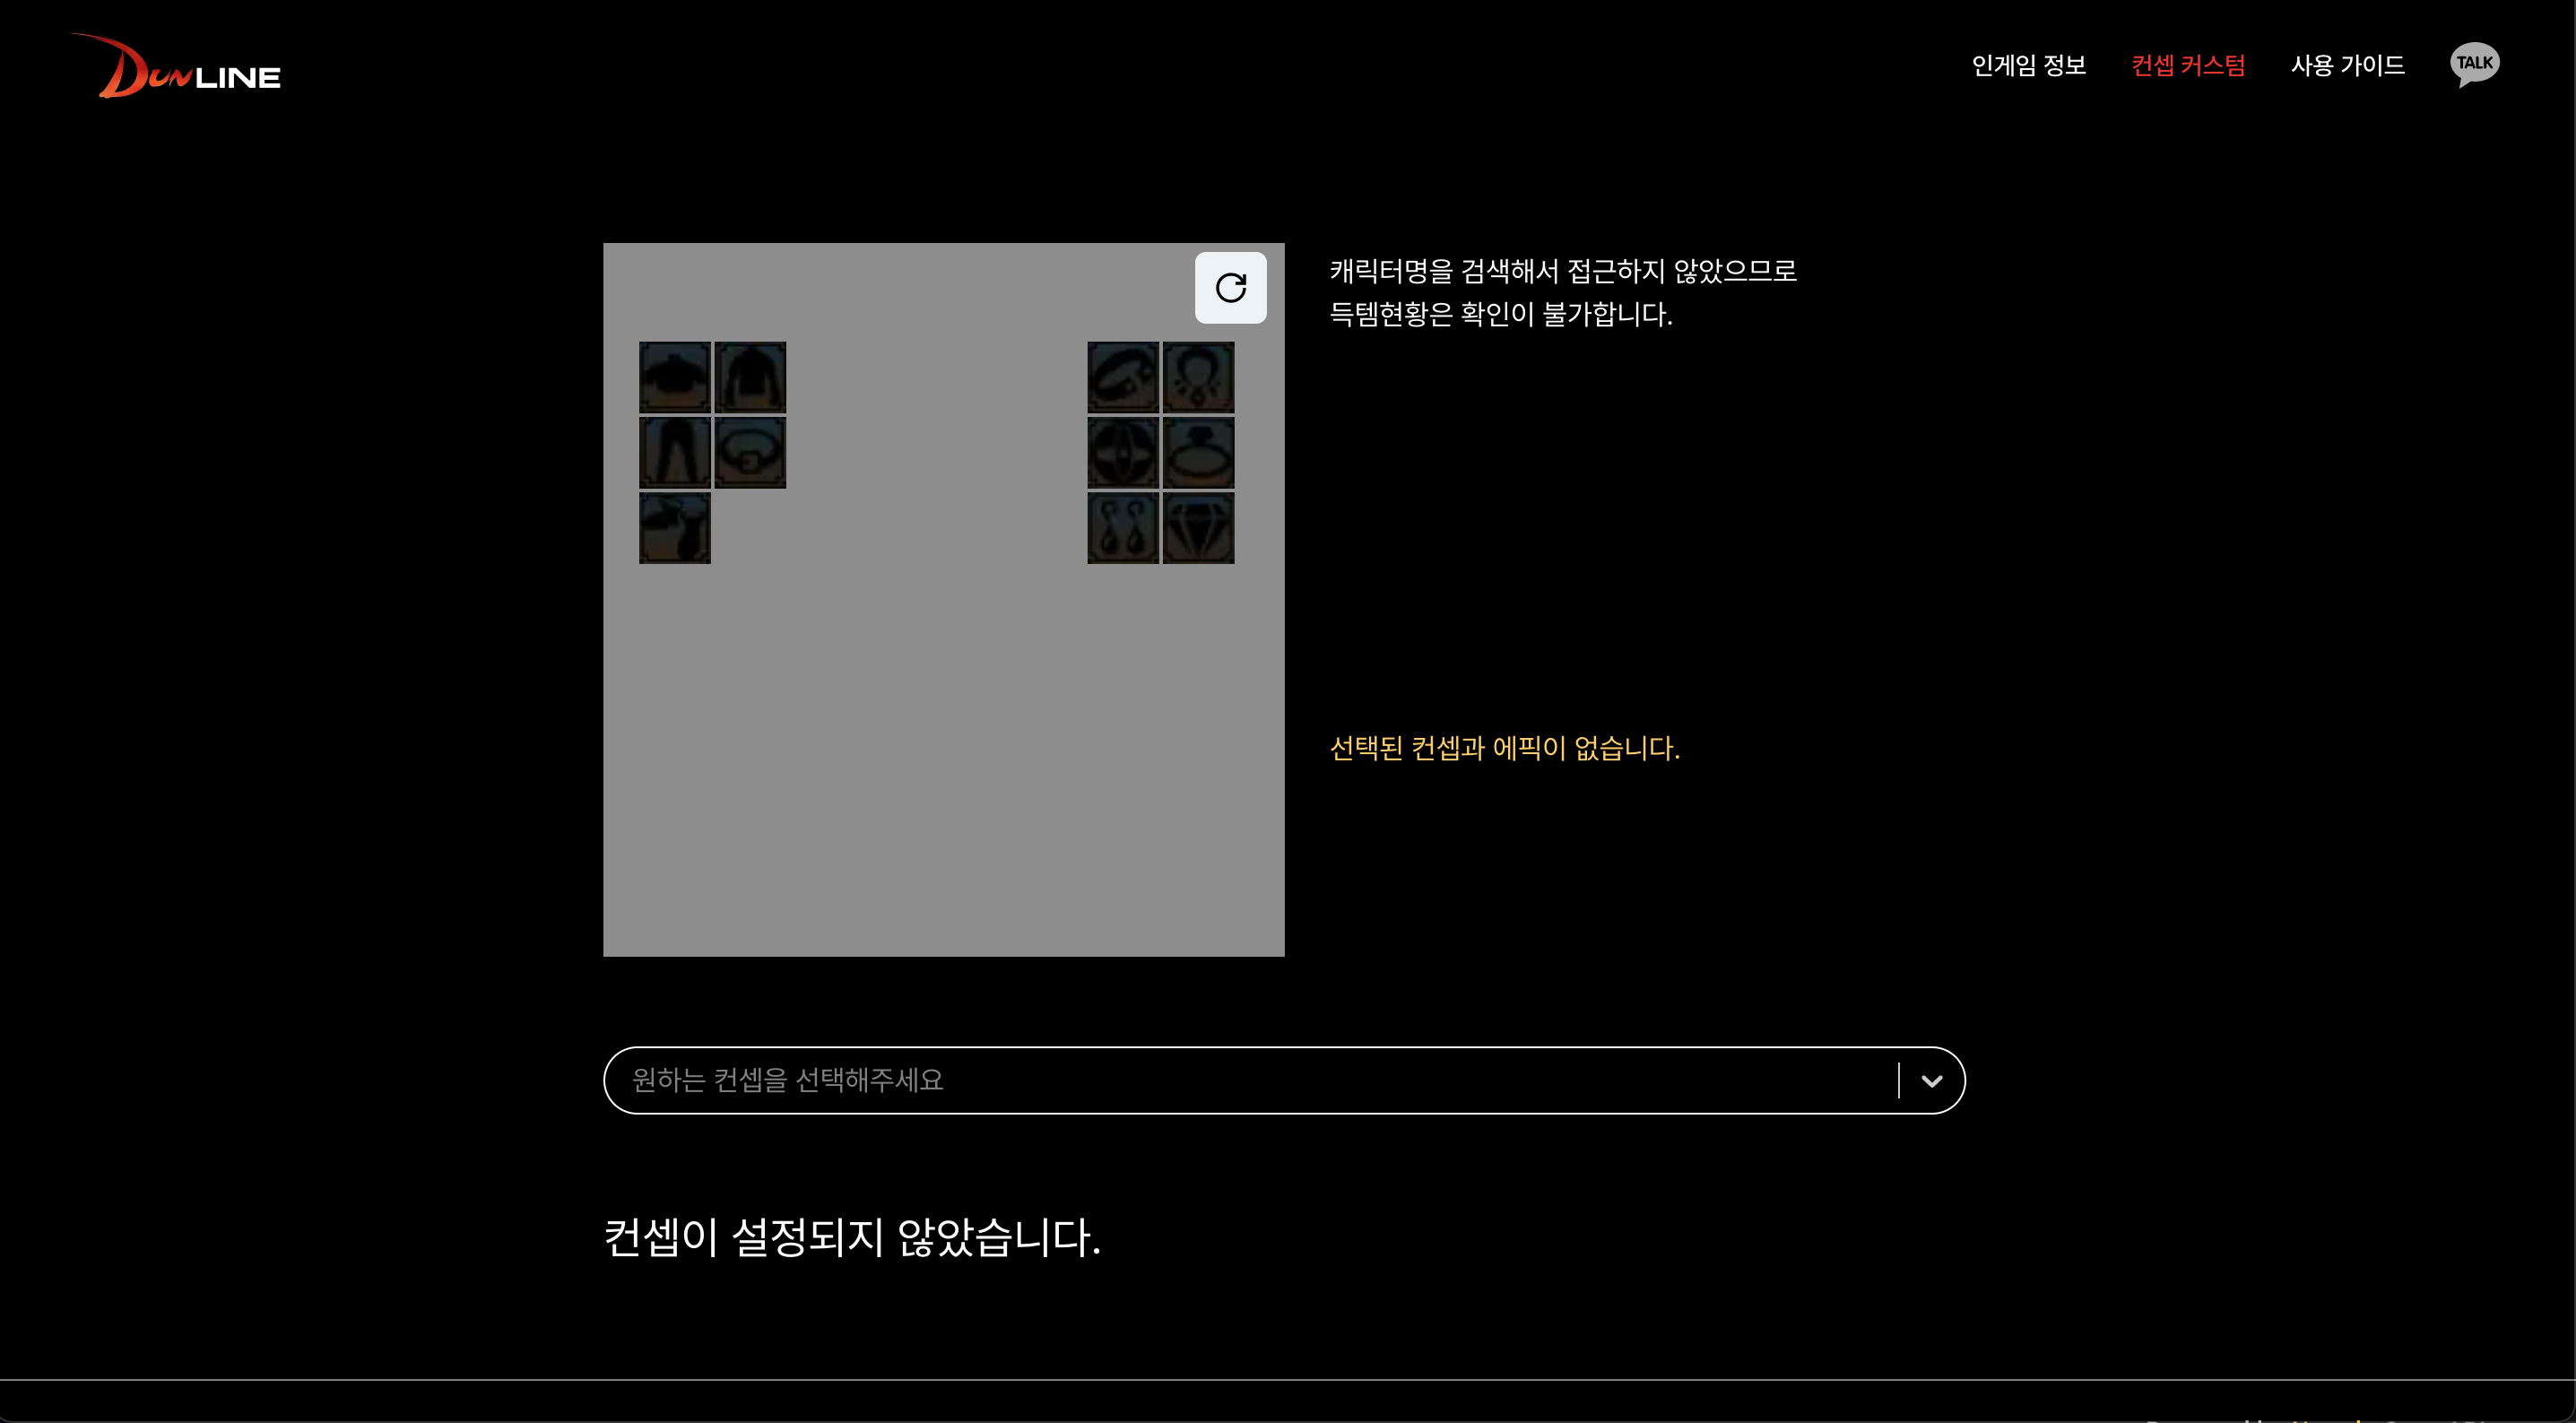 DunLINE
인게임 정보
컨셉 커스텀
사용 가이드
TALK
캐릭터명을 검색해서 접근하지 않았으므로
득템현황은 확인이 불가합니다.
선택된 컨셉과 에픽이 없습니다.
원하는 컨셉을 선택해주세요
컨셉이 설정되지 않았습니다.